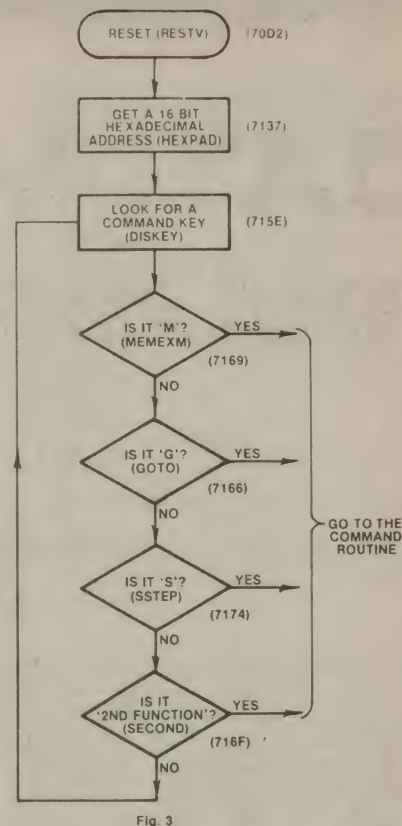 RESET (RESTV) (70D2)
GET A 16 BIT
HEXADECIMAL
ADDRESS (HEXPAD)
(7137)
LOOK FOR A
COMMAND KEY
(DISKEY)
(715E)
IS IT 'M'?
(MEMEXM)
YES
(7169)
NO
IS IT 'G'?
(GOTO)
YES
(7166)
NO
GO TO THE
COMMAND
ROUTINE
IS IT 'S'?
(SSTEP)
YES
(7174)
NO
IS IT
'2ND FUNCTION'?
(SECOND)
YES
(716F)
NO
Fig. 3